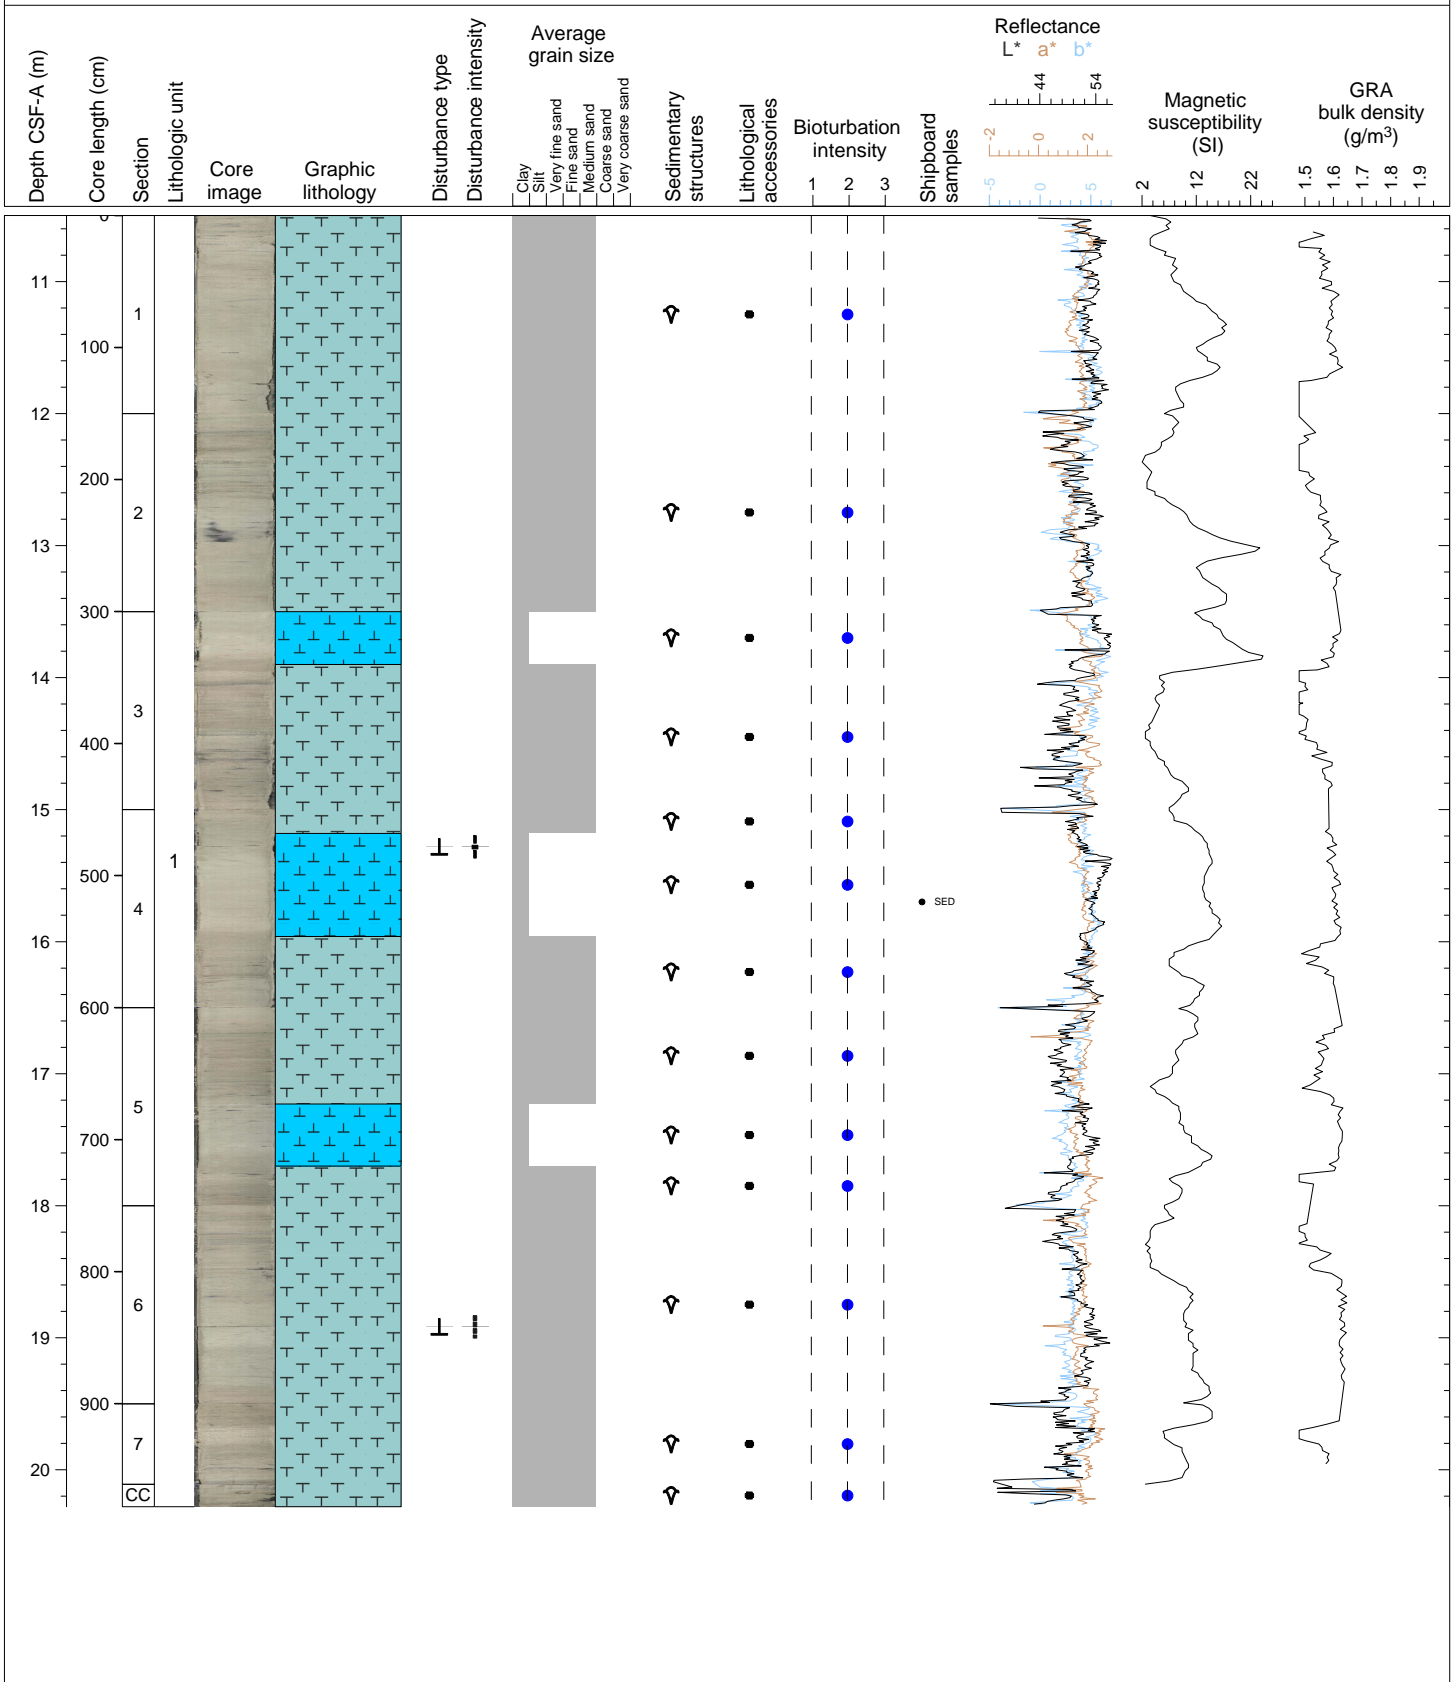 Depth CSF-A (m)
Core length (cm)
Section
Lithologic unit
Core
image
Graphic
lithology
Disturbance type
Disturbance intensity
Average
grain size
Clay
Silt
Very fine sand
Fine sand
Medium sand
Coarse sand
Very coarse sand
Sedimentary
structures
Lithological
accessories
Bioturbation
intensity
1 2 3
Shipboard
samples
Reflectance
L* a* b*
44 54
-2 0 2
-5 0 5
Magnetic
susceptibility
(SI)
2 12 22
GRA
bulk density
(g/m³)
1.5 1.6 1.7 1.8 1.9
0
11
1
100
12
200
2
13
300
14
3
400
15
1
500
4
SED
16
600
17
5
700
18
800
6
19
900
7
20
CC